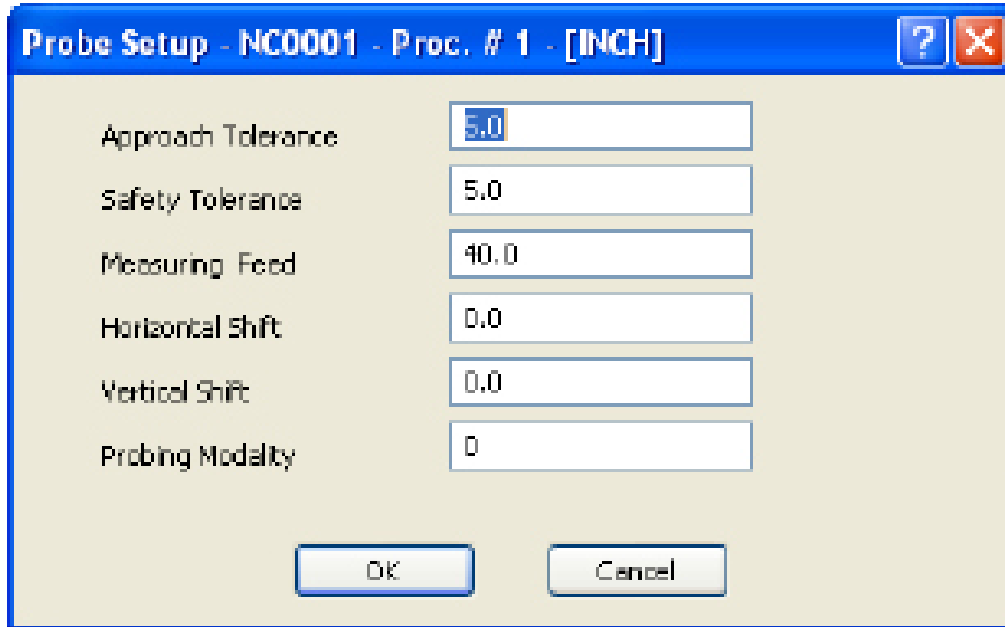 Probe Setup - NC0001 - Proc. # 1 - [INCH]
Approach Tolerance 5.0
Safety Tolerance 5.0
Measuring Feed 40.0
Horizontal Shift 0.0
Vertical Shift 0.0
Probing Modality 0
OK Cancel